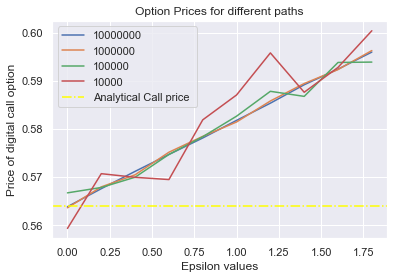 Option Prices for different paths
10000000
1000000
100000
10000
Analytical Call price
Price of digital call option
0.60
0.59
0.58
0.57
0.56
0.00 0.25 0.50 0.75 1.00 1.25 1.50 1.75
Epsilon values